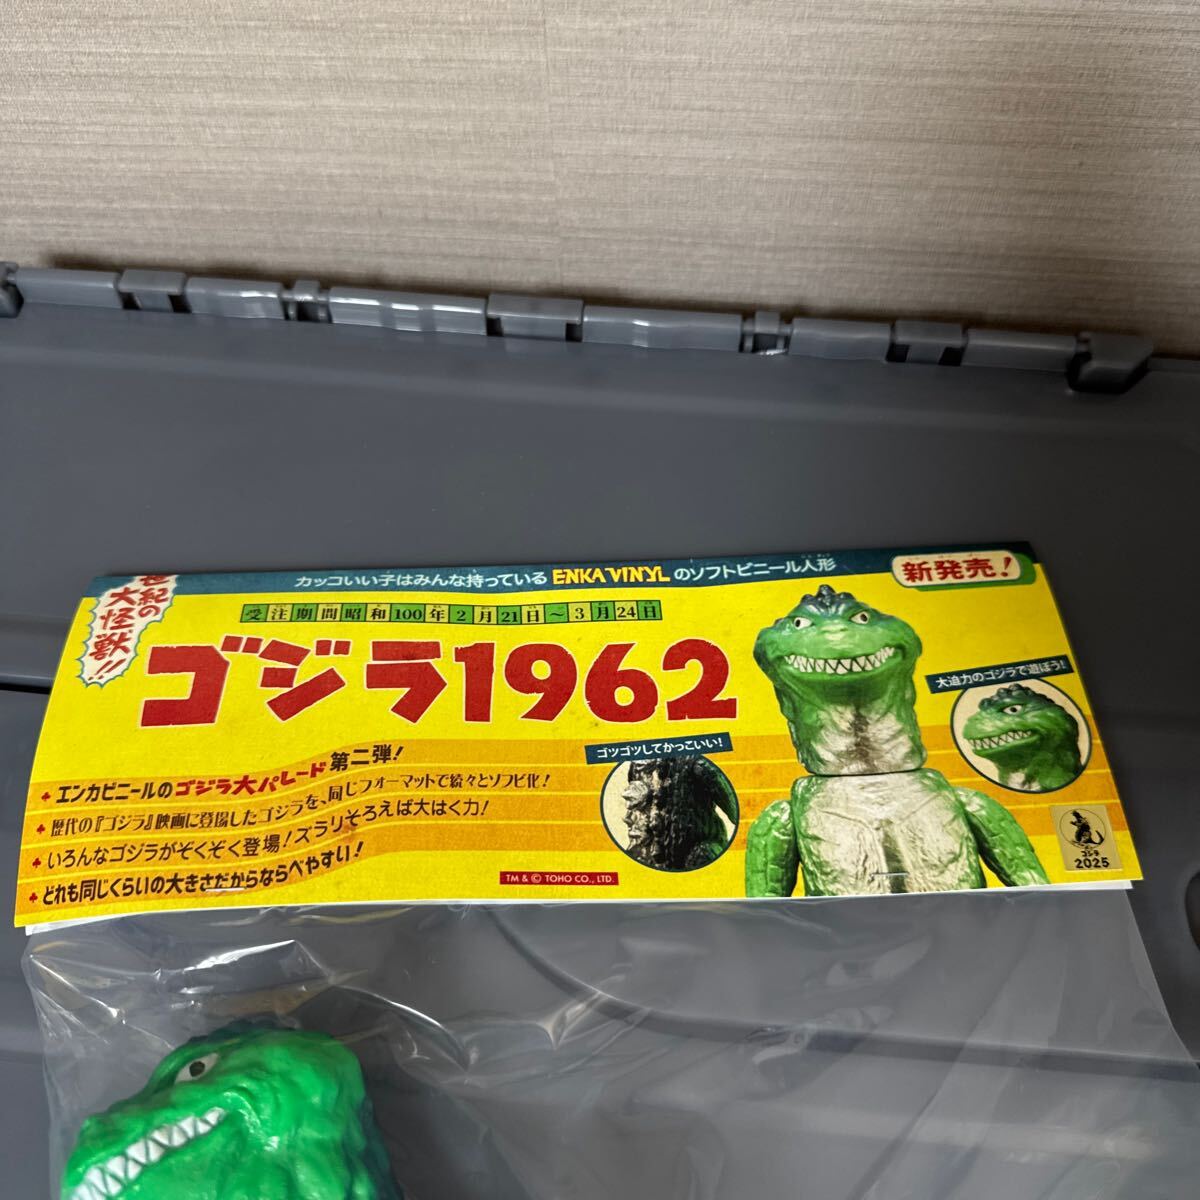 カッコいい子はみんな持っている ENKA VINYL のソフトビニール人形
新発売！
世紀の大怪獣!!
受注期間昭和100年2月21日〜3月24日
ゴジラ1962
大迫力のゴジラで遊ぼう！
ゴツゴツしてかっこいい！
♣ エンカビニールのゴジラ大パレード第二弾！
♣ 歴代の『ゴジラ』映画に登場したゴジラを、同じフォーマットで続々とソフビ化！
♣ いろんなゴジラがぞくぞく登場！ズラリそろえば大はく力！
♣ どれも同じくらいの大きさだからならべやすい！
TM & © TOHO CO., LTD.
ゴジラ
2025